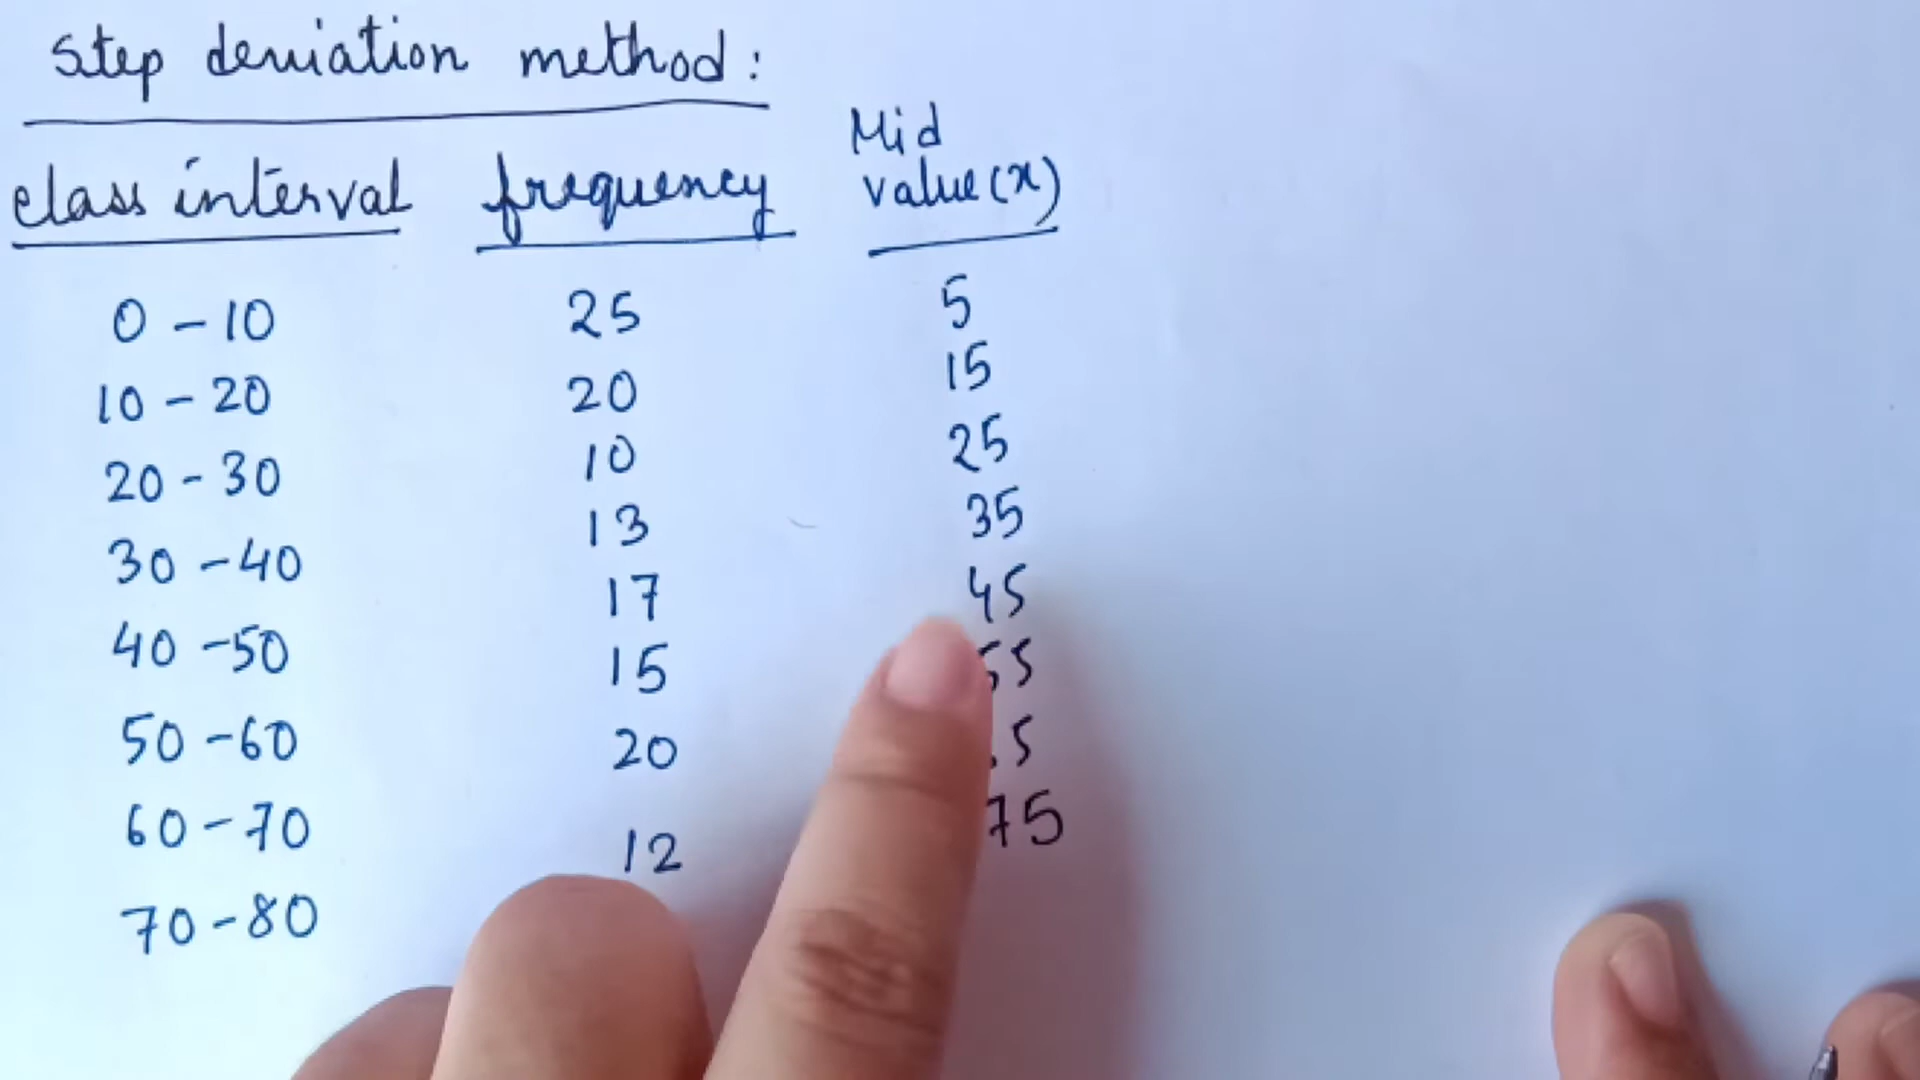 Step deviation method:
class interval frequency Mid value(x)
0-10 25 5
10-20 20 15
20-30 10 25
30-40 13 35
40-50 17 45
50-60 15 55
60-70 20
70-80 12 75